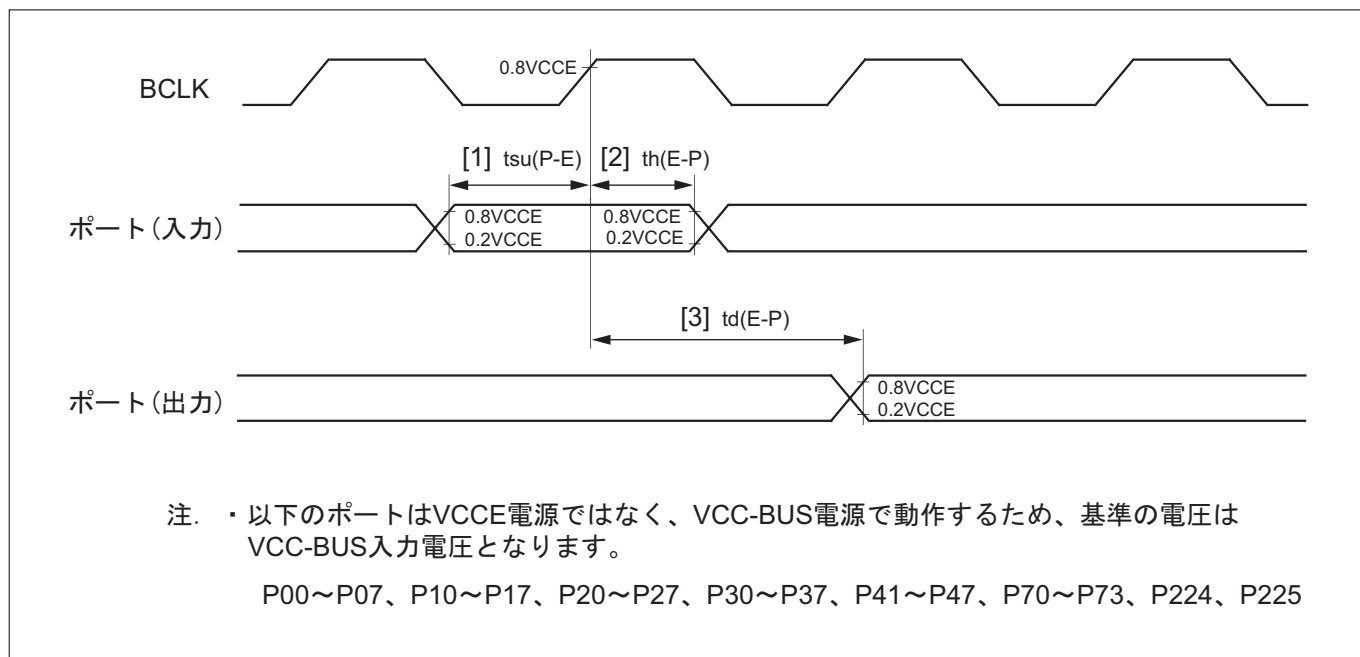 0.8VCCE
BCLK
[1] tsu(P-E) [2] th(E-P)
ポート(入力)
0.8VCCE 0.8VCCE
0.2VCCE 0.2VCCE
[3] td(E-P)
ポート(出力)
0.8VCCE
0.2VCCE
注. ・以下のポートはVCCE電源ではなく、VCC-BUS電源で動作するため、基準の電圧は
VCC-BUS入力電圧となります。
P00～P07、P10～P17、P20～P27、P30～P37、P41～P47、P70～P73、P224、P225